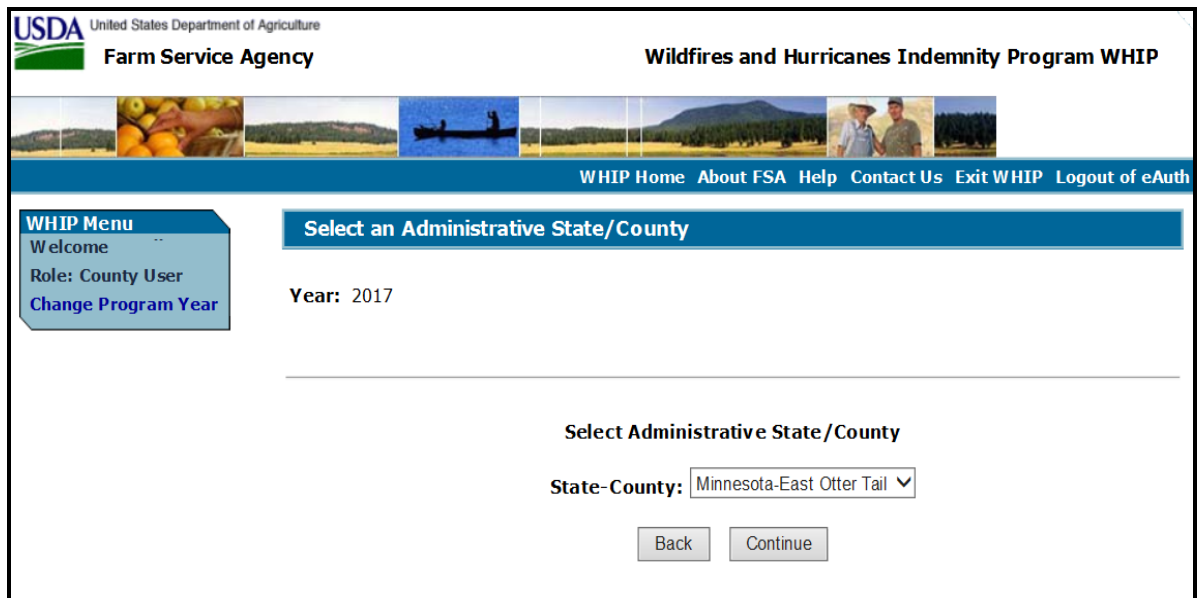 USDA United States Department of Agriculture
Farm Service Agency
Wildfires and Hurricanes Indemnity Program WHIP
WHIP Home About FSA Help Contact Us Exit WHIP Logout of eAuth
WHIP Menu
Welcome
Role: County User
Change Program Year
Select an Administrative State/County
Year: 2017
Select Administrative State/County
State-County: Minnesota-East Otter Tail
Back Continue